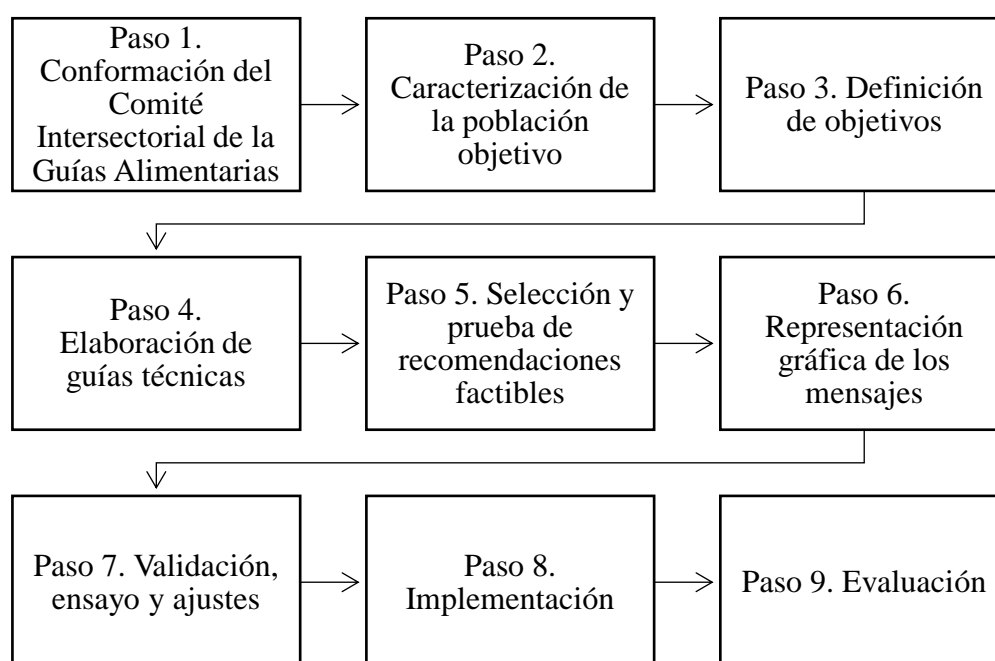 Paso 1.
Conformación del
Comité
Intersectorial de la
Guías Alimentarias
Paso 2.
Caracterización de
la población
objetivo
Paso 3. Definición
de objetivos
Paso 4.
Elaboración de
guías técnicas
Paso 5. Selección y
prueba de
recomendaciones
factibles
Paso 6.
Representación
gráfica de los
mensajes
Paso 7. Validación,
ensayo y ajustes
Paso 8.
Implementación
Paso 9. Evaluación